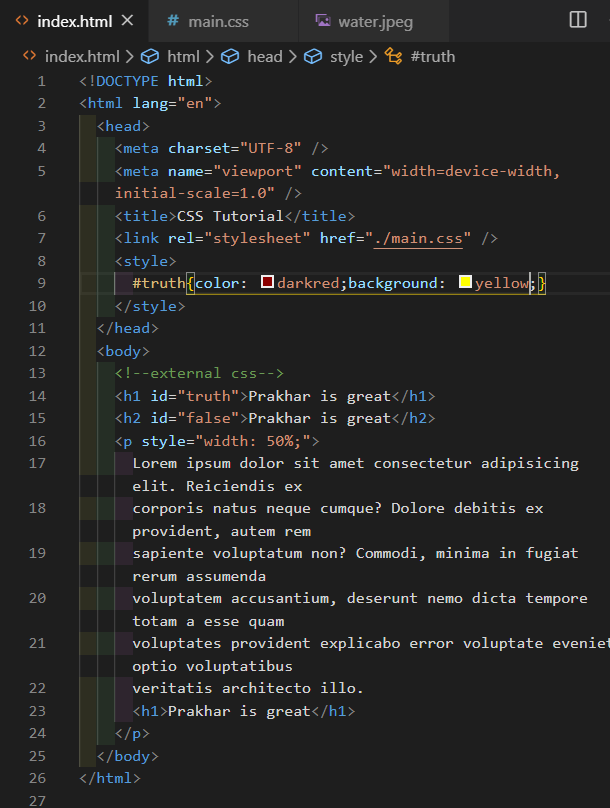 index.html
main.css
water.jpeg
index.html > html > head > style > #truth
1 <!DOCTYPE html>
2 <html lang="en">
3 <head>
4 <meta charset="UTF-8" />
5 <meta name="viewport" content="width=device-width,
initial-scale=1.0" />
6 <title>CSS Tutorial</title>
7 <link rel="stylesheet" href="./main.css" />
8 <style>
9 #truth{color: darkred;background: yellow;}
10 </style>
11 </head>
12 <body>
13 <!--external css-->
14 <h1 id="truth">Prakhar is great</h1>
15 <h2 id="false">Prakhar is great</h2>
16 <p style="width: 50%;">
17 Lorem ipsum dolor sit amet consectetur adipisicing
elit. Reiciendis ex
18 corporis natus neque cumque? Dolore debitis ex
provident, autem rem
19 sapiente voluptatum non? Commodi, minima in fugiat
rerum assumenda
20 voluptatem accusantium, deserunt nemo dicta tempore
totam a esse quam
21 voluptates provident explicabo error voluptate eveniet
optio voluptatibus
22 veritatis architecto illo.
23 <h1>Prakhar is great</h1>
24 </p>
25 </body>
26 </html>
27